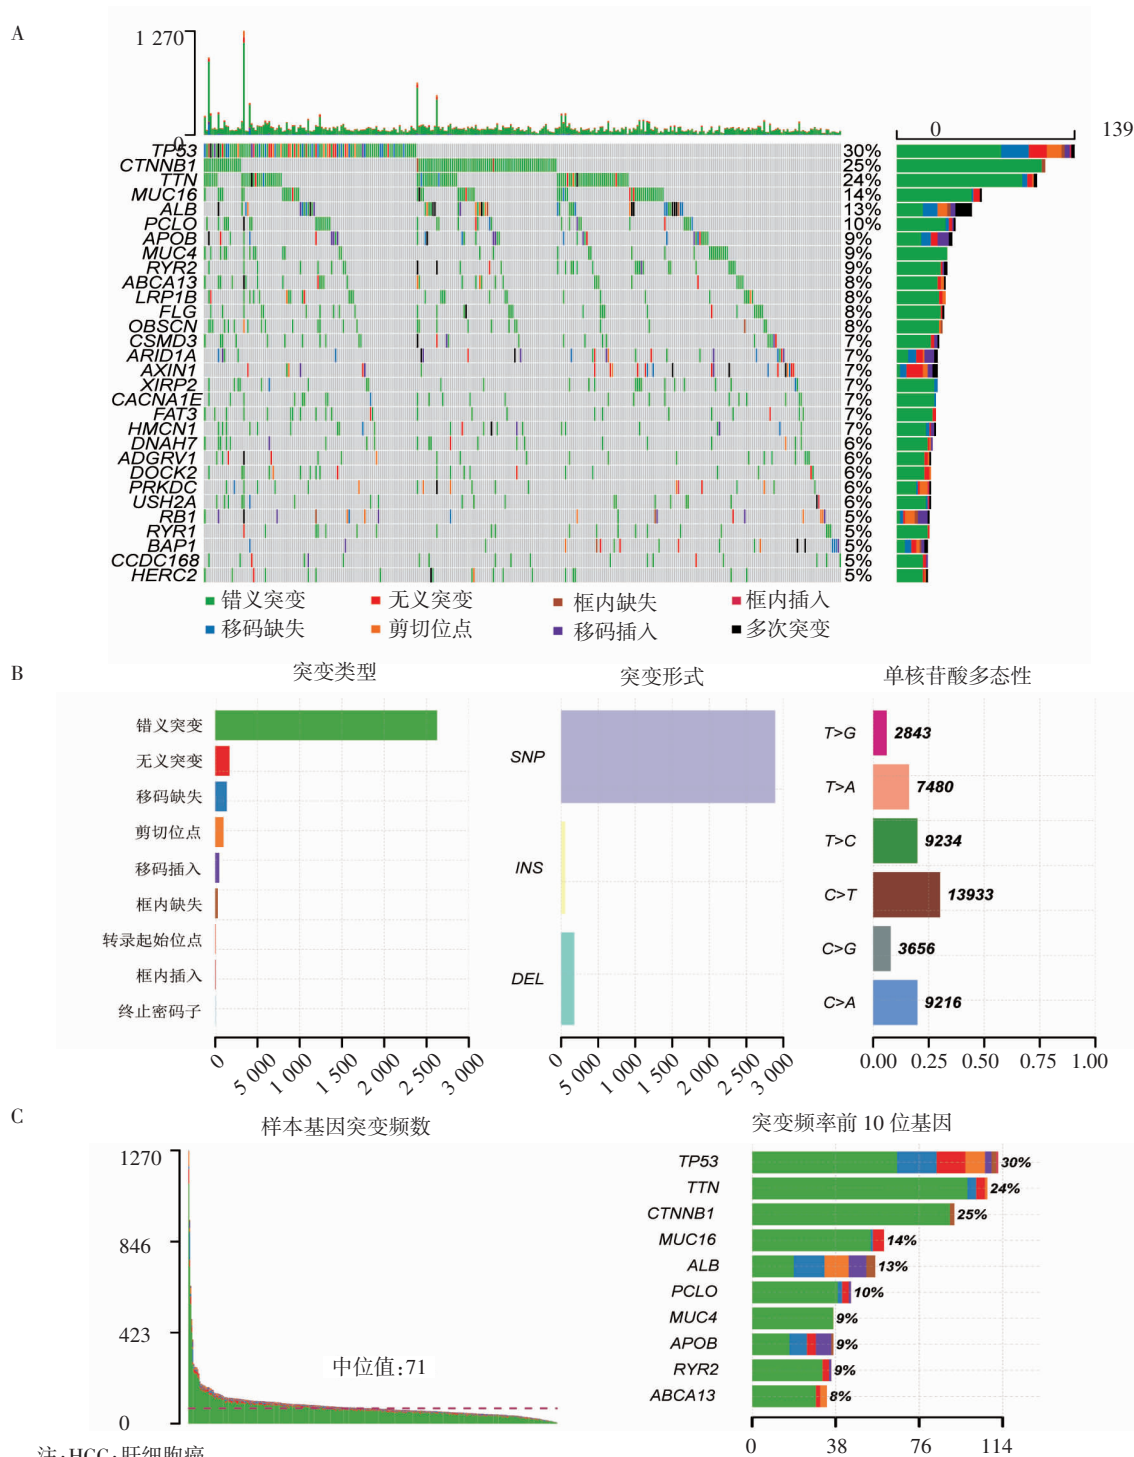 A
1 270
0
0
139
TP53 30%
CTNNB1 25%
TTN 24%
MUC16 14%
ALB 13%
PCLO 10%
APOB 9%
MUC4 9%
RYR2 9%
ABCA13 8%
LRP1B 8%
FLG 8%
OBSCN 8%
CSMD3 7%
ARID1A 7%
AXIN1 7%
XIRP2 7%
CACNA1E 7%
FAT3 7%
HMCN1 7%
DNAH7 6%
ADGRV1 6%
DOCK2 6%
PRKDC 6%
USH2A 6%
RB1 5%
RYR1 5%
BAP1 5%
CCDC168 5%
HERC2 5%
错义突变 无义突变 框内缺失 框内插入
移码缺失 剪切位点 移码插入 多次突变
B
突变类型
错义突变
无义突变
移码缺失
剪切位点
移码插入
框内缺失
转录起始位点
框内插入
终止密码子
0 5 000 1 000 1 500 2 000 2 500 3 000
突变形式
SNP
INS
DEL
0 5 000 1 000 1 500 2 000 2 500 3 000
单核苷酸多态性
T>G 2843
T>A 7480
T>C 9234
C>T 13933
C>G 3656
C>A 9216
0.00 0.25 0.50 0.75 1.00
C
样本基因突变频数
1270
846
423
0
中位值:71
突变频率前 10 位基因
TP53 30%
TTN 24%
CTNNB1 25%
MUC16 14%
ALB 13%
PCLO 10%
MUC4 9%
APOB 9%
RYR2 9%
ABCA13 8%
0 38 76 114
注:HCC:肝细胞癌